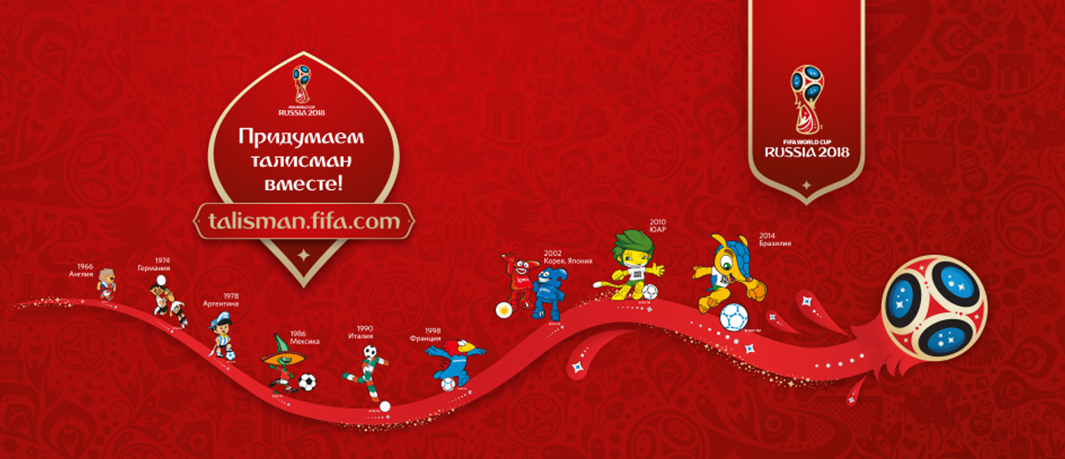 FIFA WORLD CUP
RUSSIA 2018
Придумаем
талисман
вместе!
talisman.fifa.com
FIFA WORLD CUP
RUSSIA 2018
1966
Англия
1974
Германия
1978
Аргентина
1986
Мексика
1990
Италия
1998
Франция
2002
Корея, Япония
2010
ЮАР
2014
Бразилия